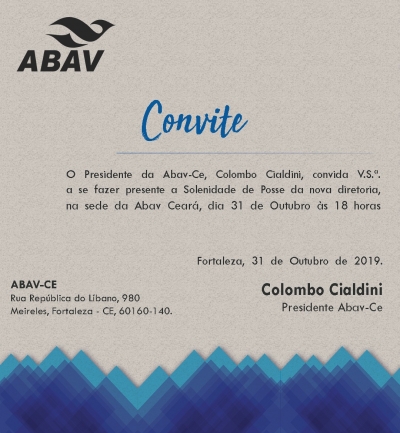 ABAV
Convite
O Presidente da Abav-Ce, Colombo Cialdini, convida V.S.ª.
a se fazer presente a Solenidade de Posse da nova diretoria,
na sede da Abav Ceará, dia 31 de Outubro às 18 horas
Fortaleza, 31 de Outubro de 2019.
Colombo Cialdini
Presidente Abav-Ce
ABAV-CE
Rua República do Líbano, 980
Meireles, Fortaleza - CE, 60160-140.